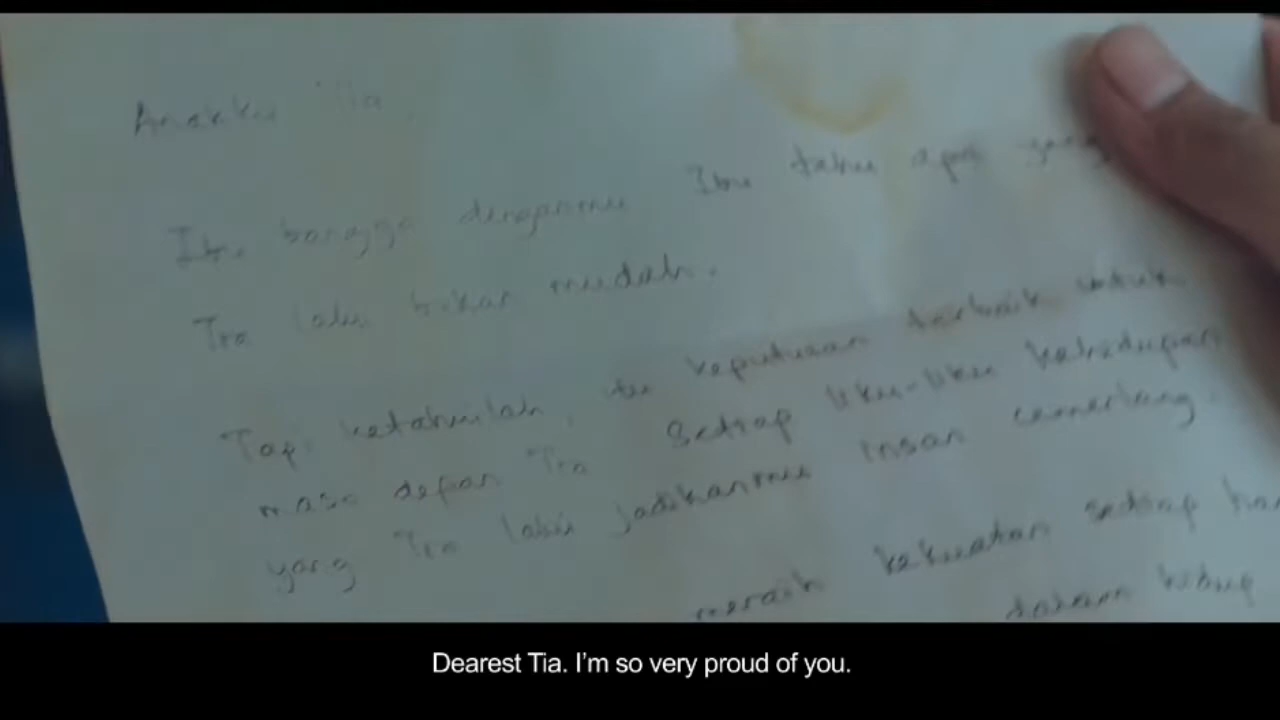 Anakku Tia,
Ibu bangga denganmu Ibu tahu apa yang
Tia lalui bukan mudah.
Tapi ketahuilah, itu keputusan terbaik untuk
masa depan Tia Setiap liku-liku kehidupan
yang Tia lalui jadikanmu insan cemerlang.
meraih kekuatan setiap
dalam hidup
Dearest Tia. I'm so very proud of you.